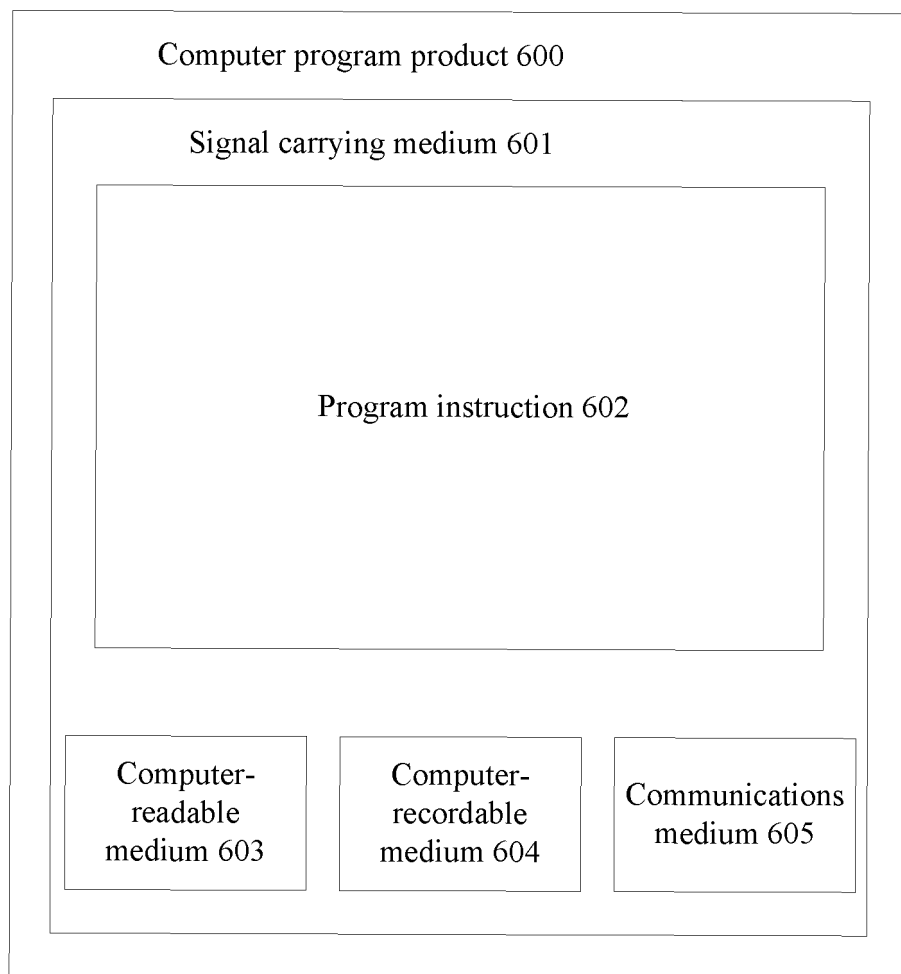 Computer program product 600
Signal carrying medium 601
Program instruction 602
Computer-
readable
medium 603
Computer-
recordable
medium 604
Communications
medium 605